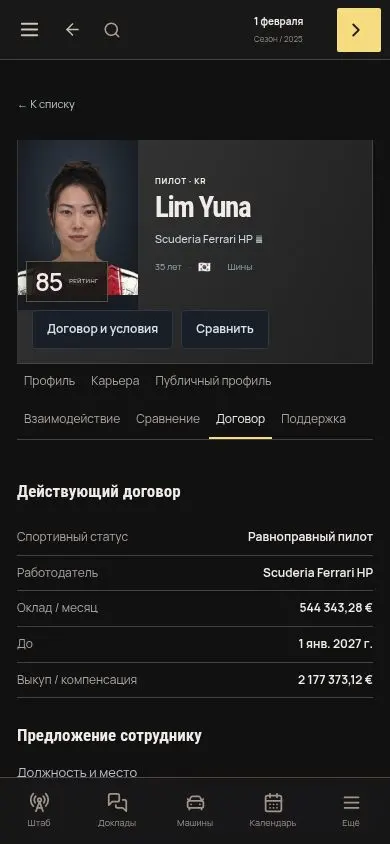 1 февраля
Сезон / 2025
← К списку
ПИЛОТ · KR
Lim Yuna
Scuderia Ferrari HP
35 лет
Шины
85 РЕЙТИНГ
Договор и условия
Сравнить
Профиль Карьера Публичный профиль
Взаимодействие Сравнение Договор Поддержка
Действующий договор
Спортивный статус Равноправный пилот
Работодатель Scuderia Ferrari HP
Оклад / месяц 544 343,28 €
До 1 янв. 2027 г.
Выкуп / компенсация 2 177 373,12 €
Предложение сотруднику
Должность и место
Штаб Доклады Машины Календарь Ещё